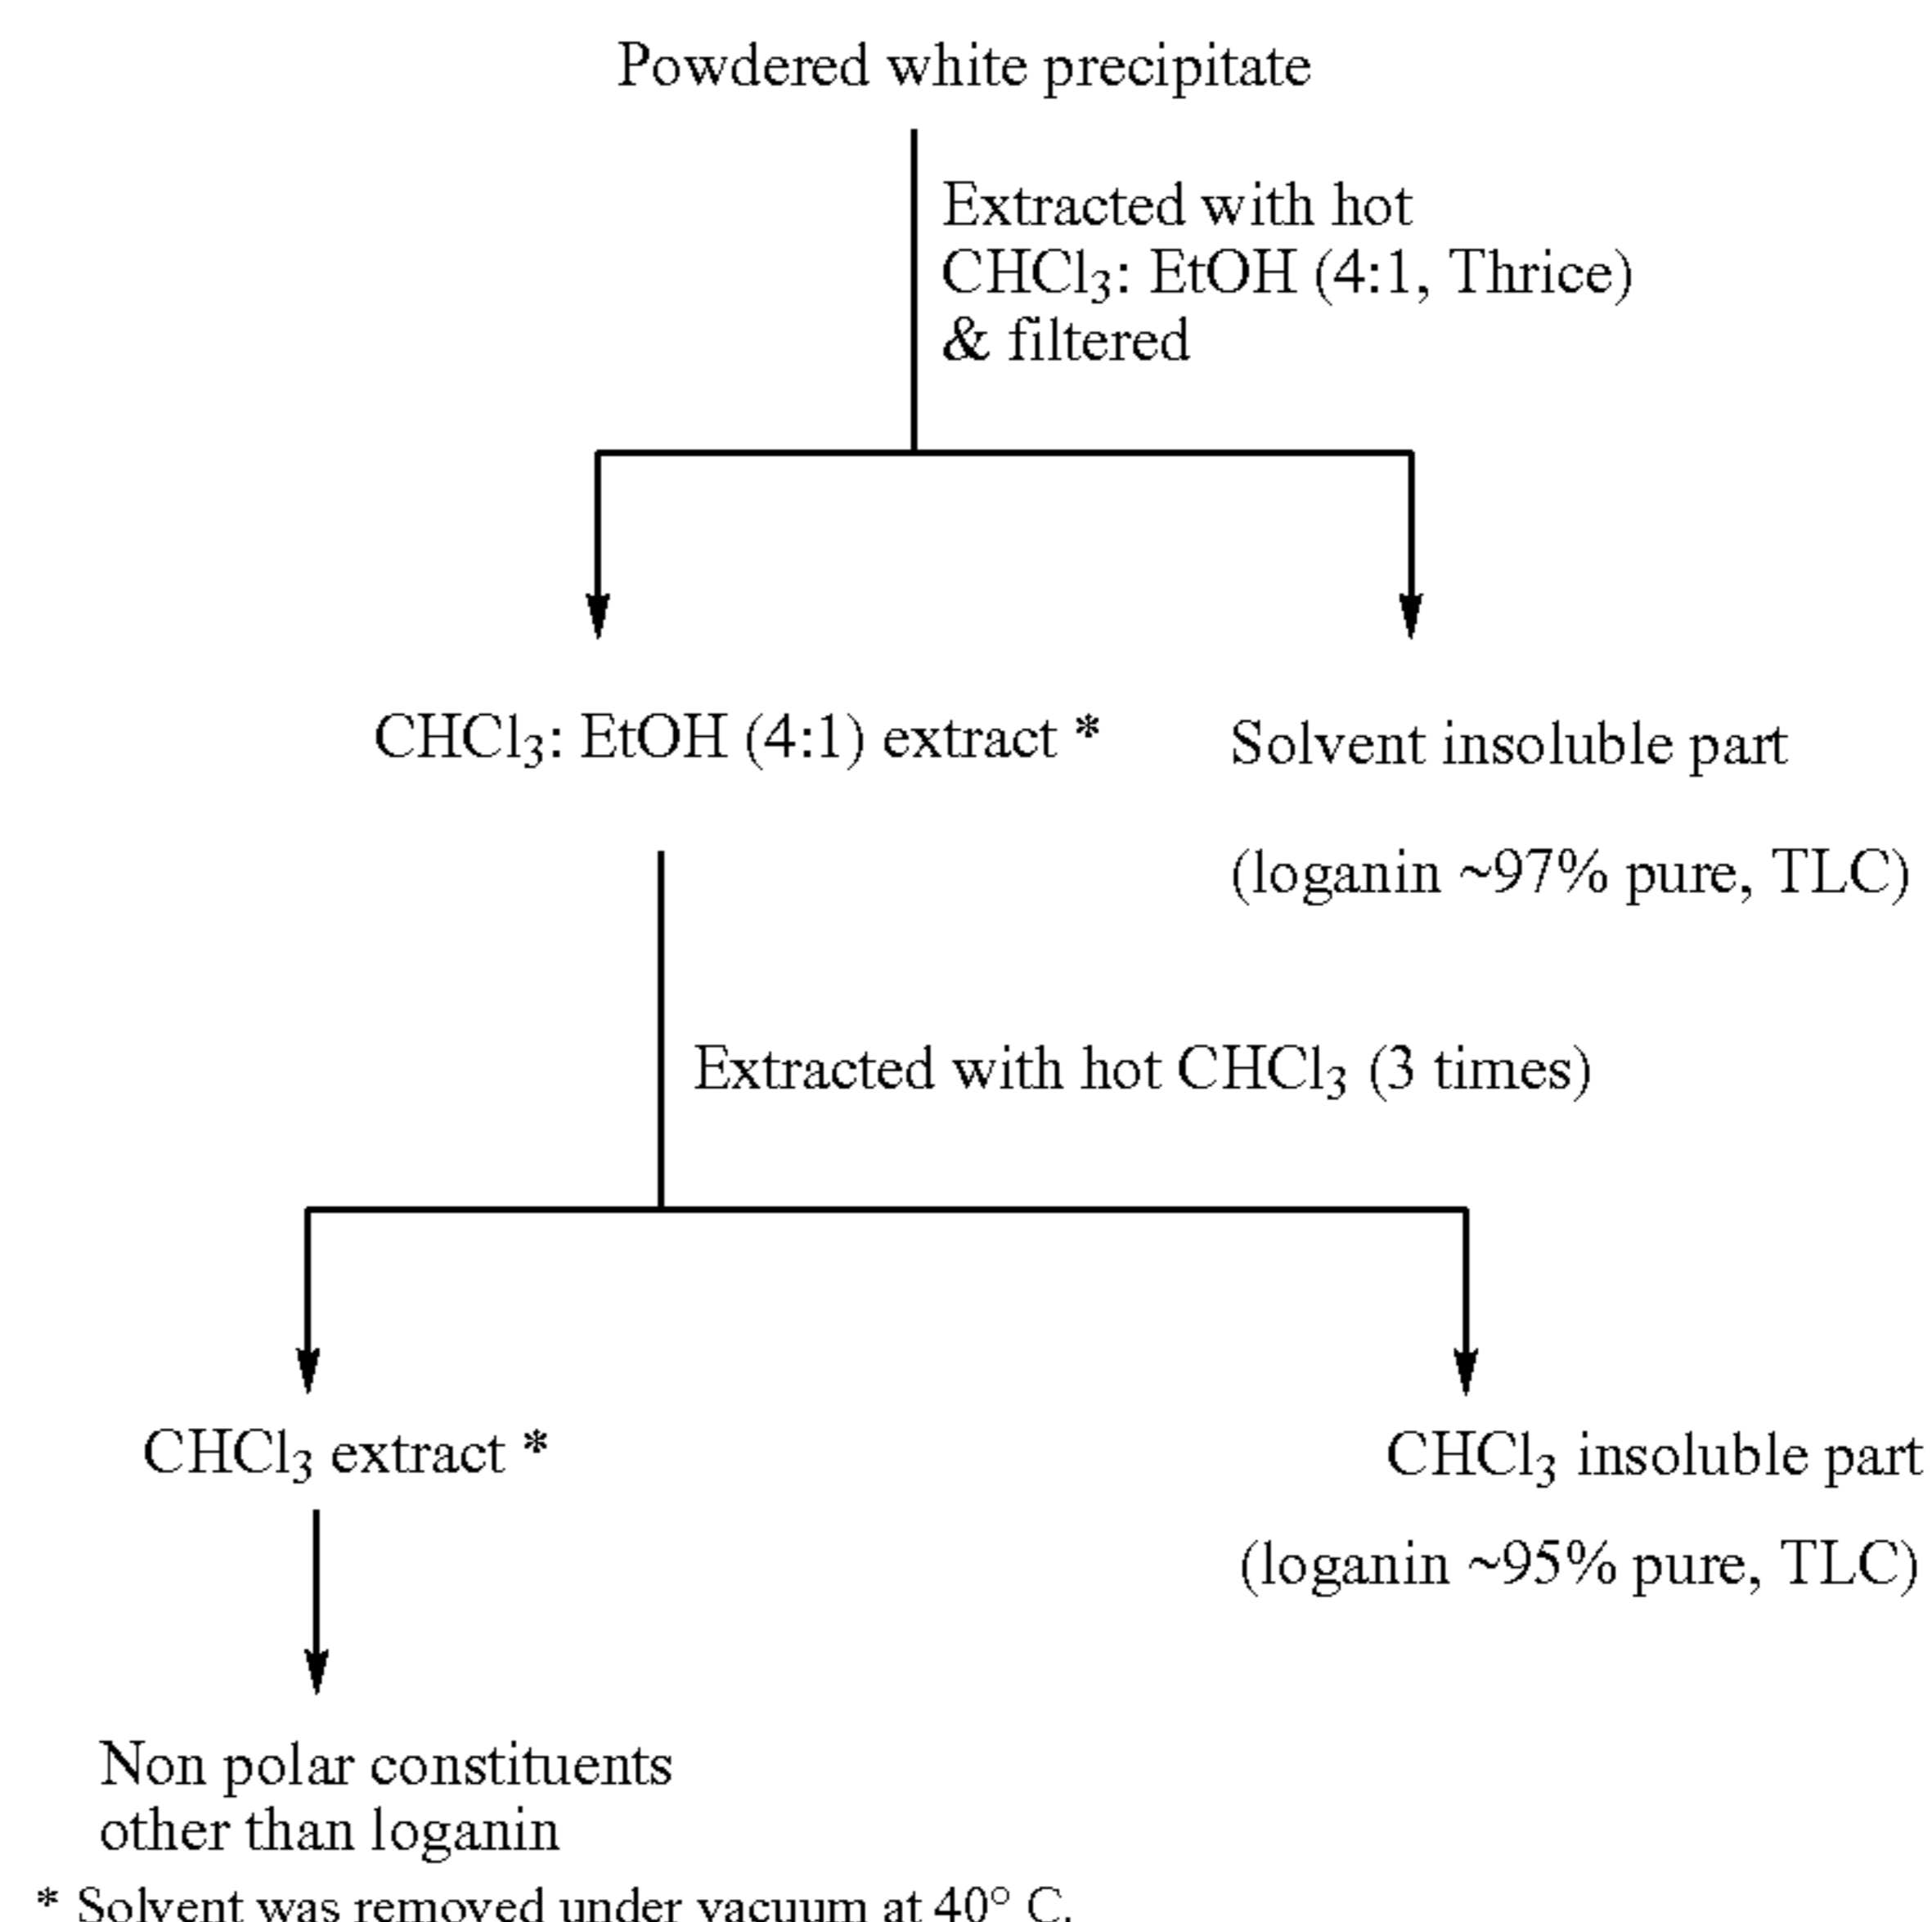 Powdered white precipitate
Extracted with hot
CHCl₃: EtOH (4:1, Thrice)
& filtered
CHCl₃: EtOH (4:1) extract *
Solvent insoluble part
(loganin ~97% pure, TLC)
Extracted with hot CHCl₃ (3 times)
CHCl₃ extract *
CHCl₃ insoluble part
(loganin ~95% pure, TLC)
Non polar constituents
other than loganin
* Solvent was removed under vacuum at 40° C.